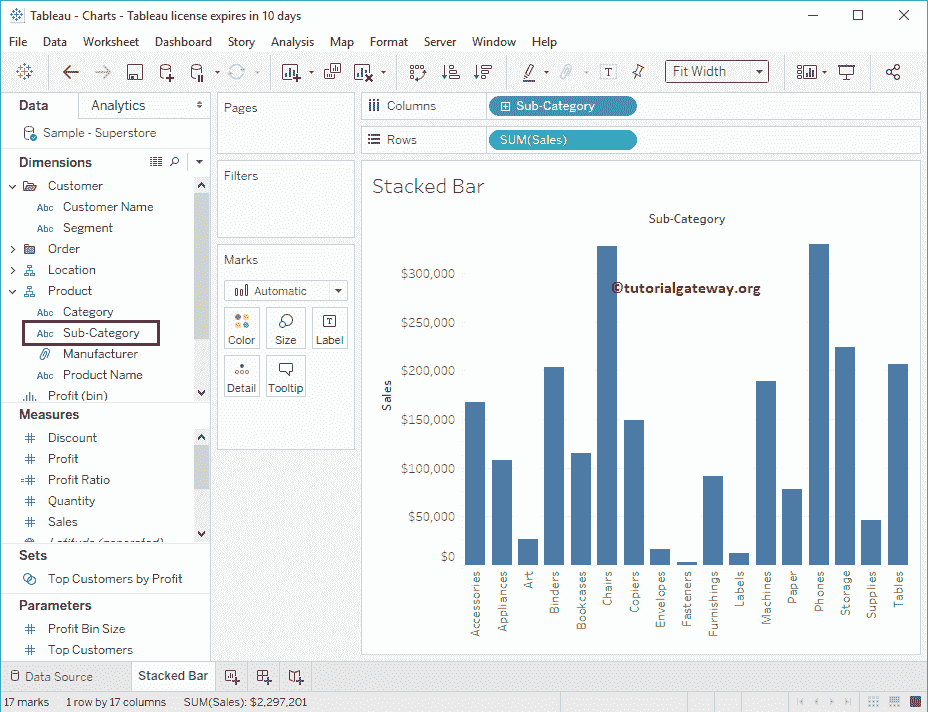 Tableau - Charts - Tableau license expires in 10 days
File Data Worksheet Dashboard Story Analysis Map Format Server Window Help
T Fit Width
Data Analytics
Sample - Superstore
Dimensions
Customer
Abc Customer Name
Abc Segment
Order
Location
Product
Abc Category
Abc Sub-Category
Manufacturer
Abc Product Name
Profit (bin)
Measures
# Discount
# Profit
=# Profit Ratio
# Quantity
# Sales
Latitude (generated)
Sets
Top Customers by Profit
Parameters
# Profit Bin Size
# Top Customers
Pages
Filters
Marks
Automatic
Color Size T Label
Detail Tooltip
Columns Sub-Category
Rows SUM(Sales)
Stacked Bar
Sub-Category
©tutorialgateway.org
Sales
$300,000
$250,000
$200,000
$150,000
$100,000
$50,000
$0
Accessories
Appliances
Art
Binders
Bookcases
Chairs
Copiers
Envelopes
Fasteners
Furnishings
Labels
Machines
Paper
Phones
Storage
Supplies
Tables
Data Source Stacked Bar
17 marks 1 row by 17 columns SUM(Sales): $2,297,201